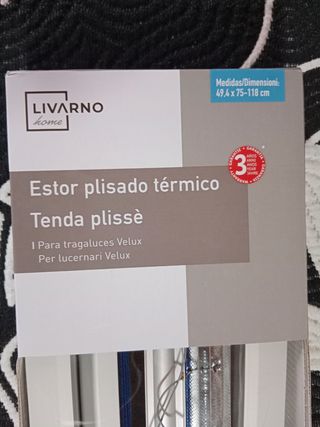 LIVARNO
home
Medidas/Dimensioni:
49,4 x 75-118 cm
3
Estor plisado térmico
Tenda plissè
I Para tragaluces Velux
Per lucernari Velux